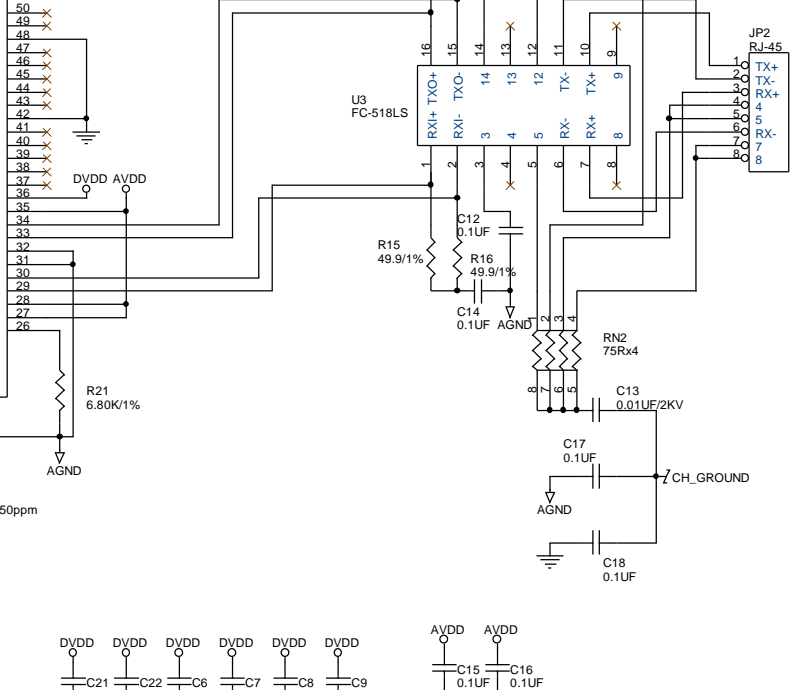 50
49
48
47
46
45
44
43
42
41
40
39
38
37
36
35
34
33
32
31
30
29
28
27
26
DVDD AVDD
R21
6.80K/1%
AGND
50ppm
U3
FC-518LS
16 15 14 13 12 11 10 9
TXO+ TXO- 14 13 12 TX- TX+ 9
RXI+ RXI- 3 4 5 RX- RX+ 8
1 2 3 4 5 6 7 8
JP2
RJ-45
1 TX+
2 TX-
3 RX+
4 4
5 5
6 RX-
7 7
8 8
C12
0.1UF
R15
49.9/1%
R16
49.9/1%
C14
0.1UF
AGND
1 2 3 4
RN2
75Rx4
8 7 6 5
C13
0.01UF/2KV
C17
0.1UF
CH_GROUND
AGND
C18
0.1UF
DVDD DVDD DVDD DVDD DVDD DVDD
C21 C22 C6 C7 C8 C9
AVDD AVDD
C15 C16
0.1UF 0.1UF